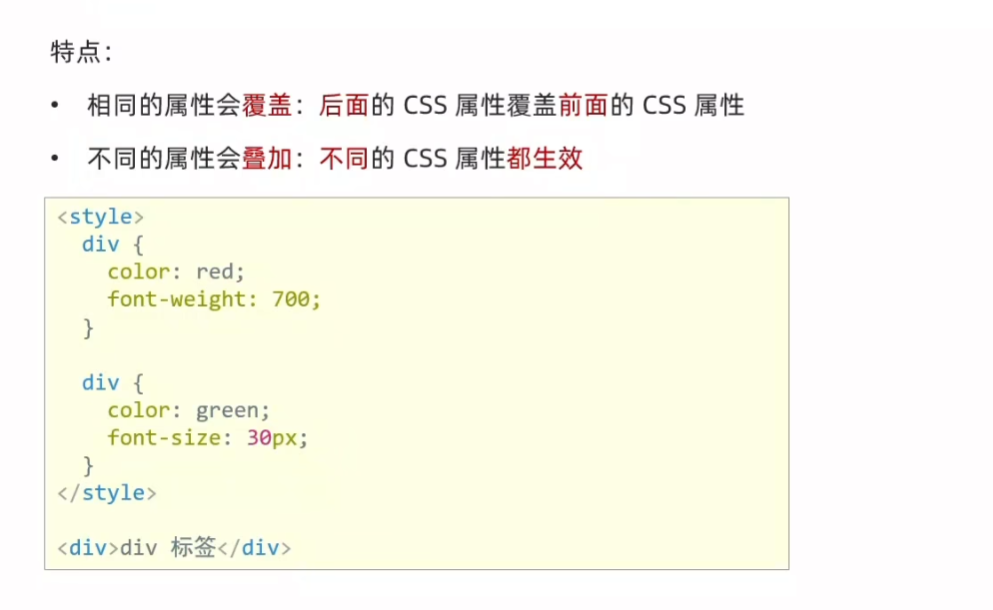 特点：
• 相同的属性会覆盖：后面的 CSS 属性覆盖前面的 CSS 属性
• 不同的属性会叠加：不同的 CSS 属性都生效
<style>
  div {
    color: red;
    font-weight: 700;
  }

  div {
    color: green;
    font-size: 30px;
  }
</style>

<div>div 标签</div>